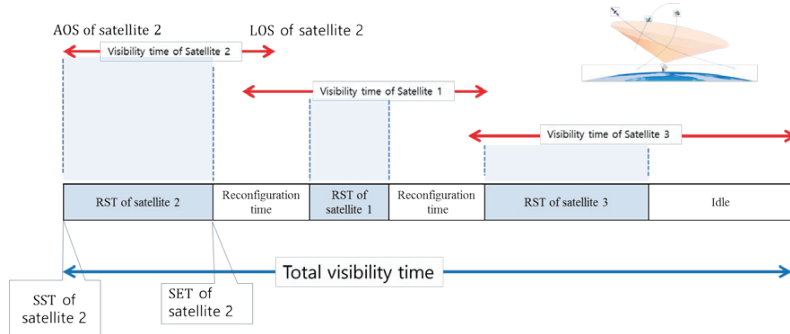 AOS of satellite 2
LOS of satellite 2
Visibility time of Satellite 2
Visibility time of Satellite 1
Visibility time of Satellite 3
RST of satellite 2
Reconfiguration
time
RST of
satellite 1
Reconfiguration
time
RST of satellite 3
Idle
Total visibility time
SST of
satellite 2
SET of
satellite 2